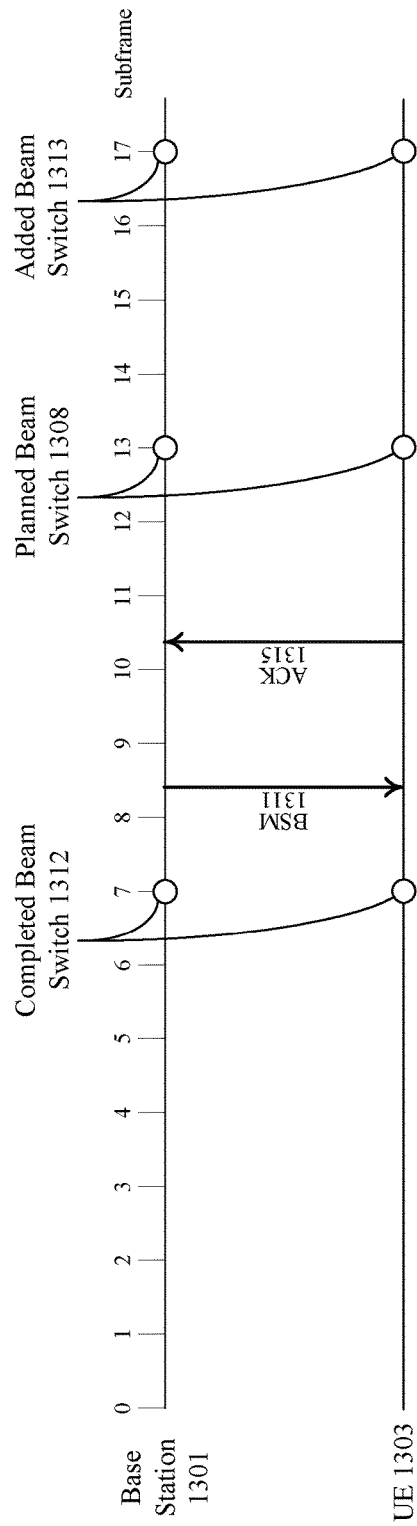 Completed Beam
Switch 1312
Planned Beam
Switch 1308
Added Beam
Switch 1313
Base
Station
1301
0 1 2 3 4 5 6 7 8 9 10 11 12 13 14 15 16 17 Subframe
BSM
1311
ACK
1315
UE 1303